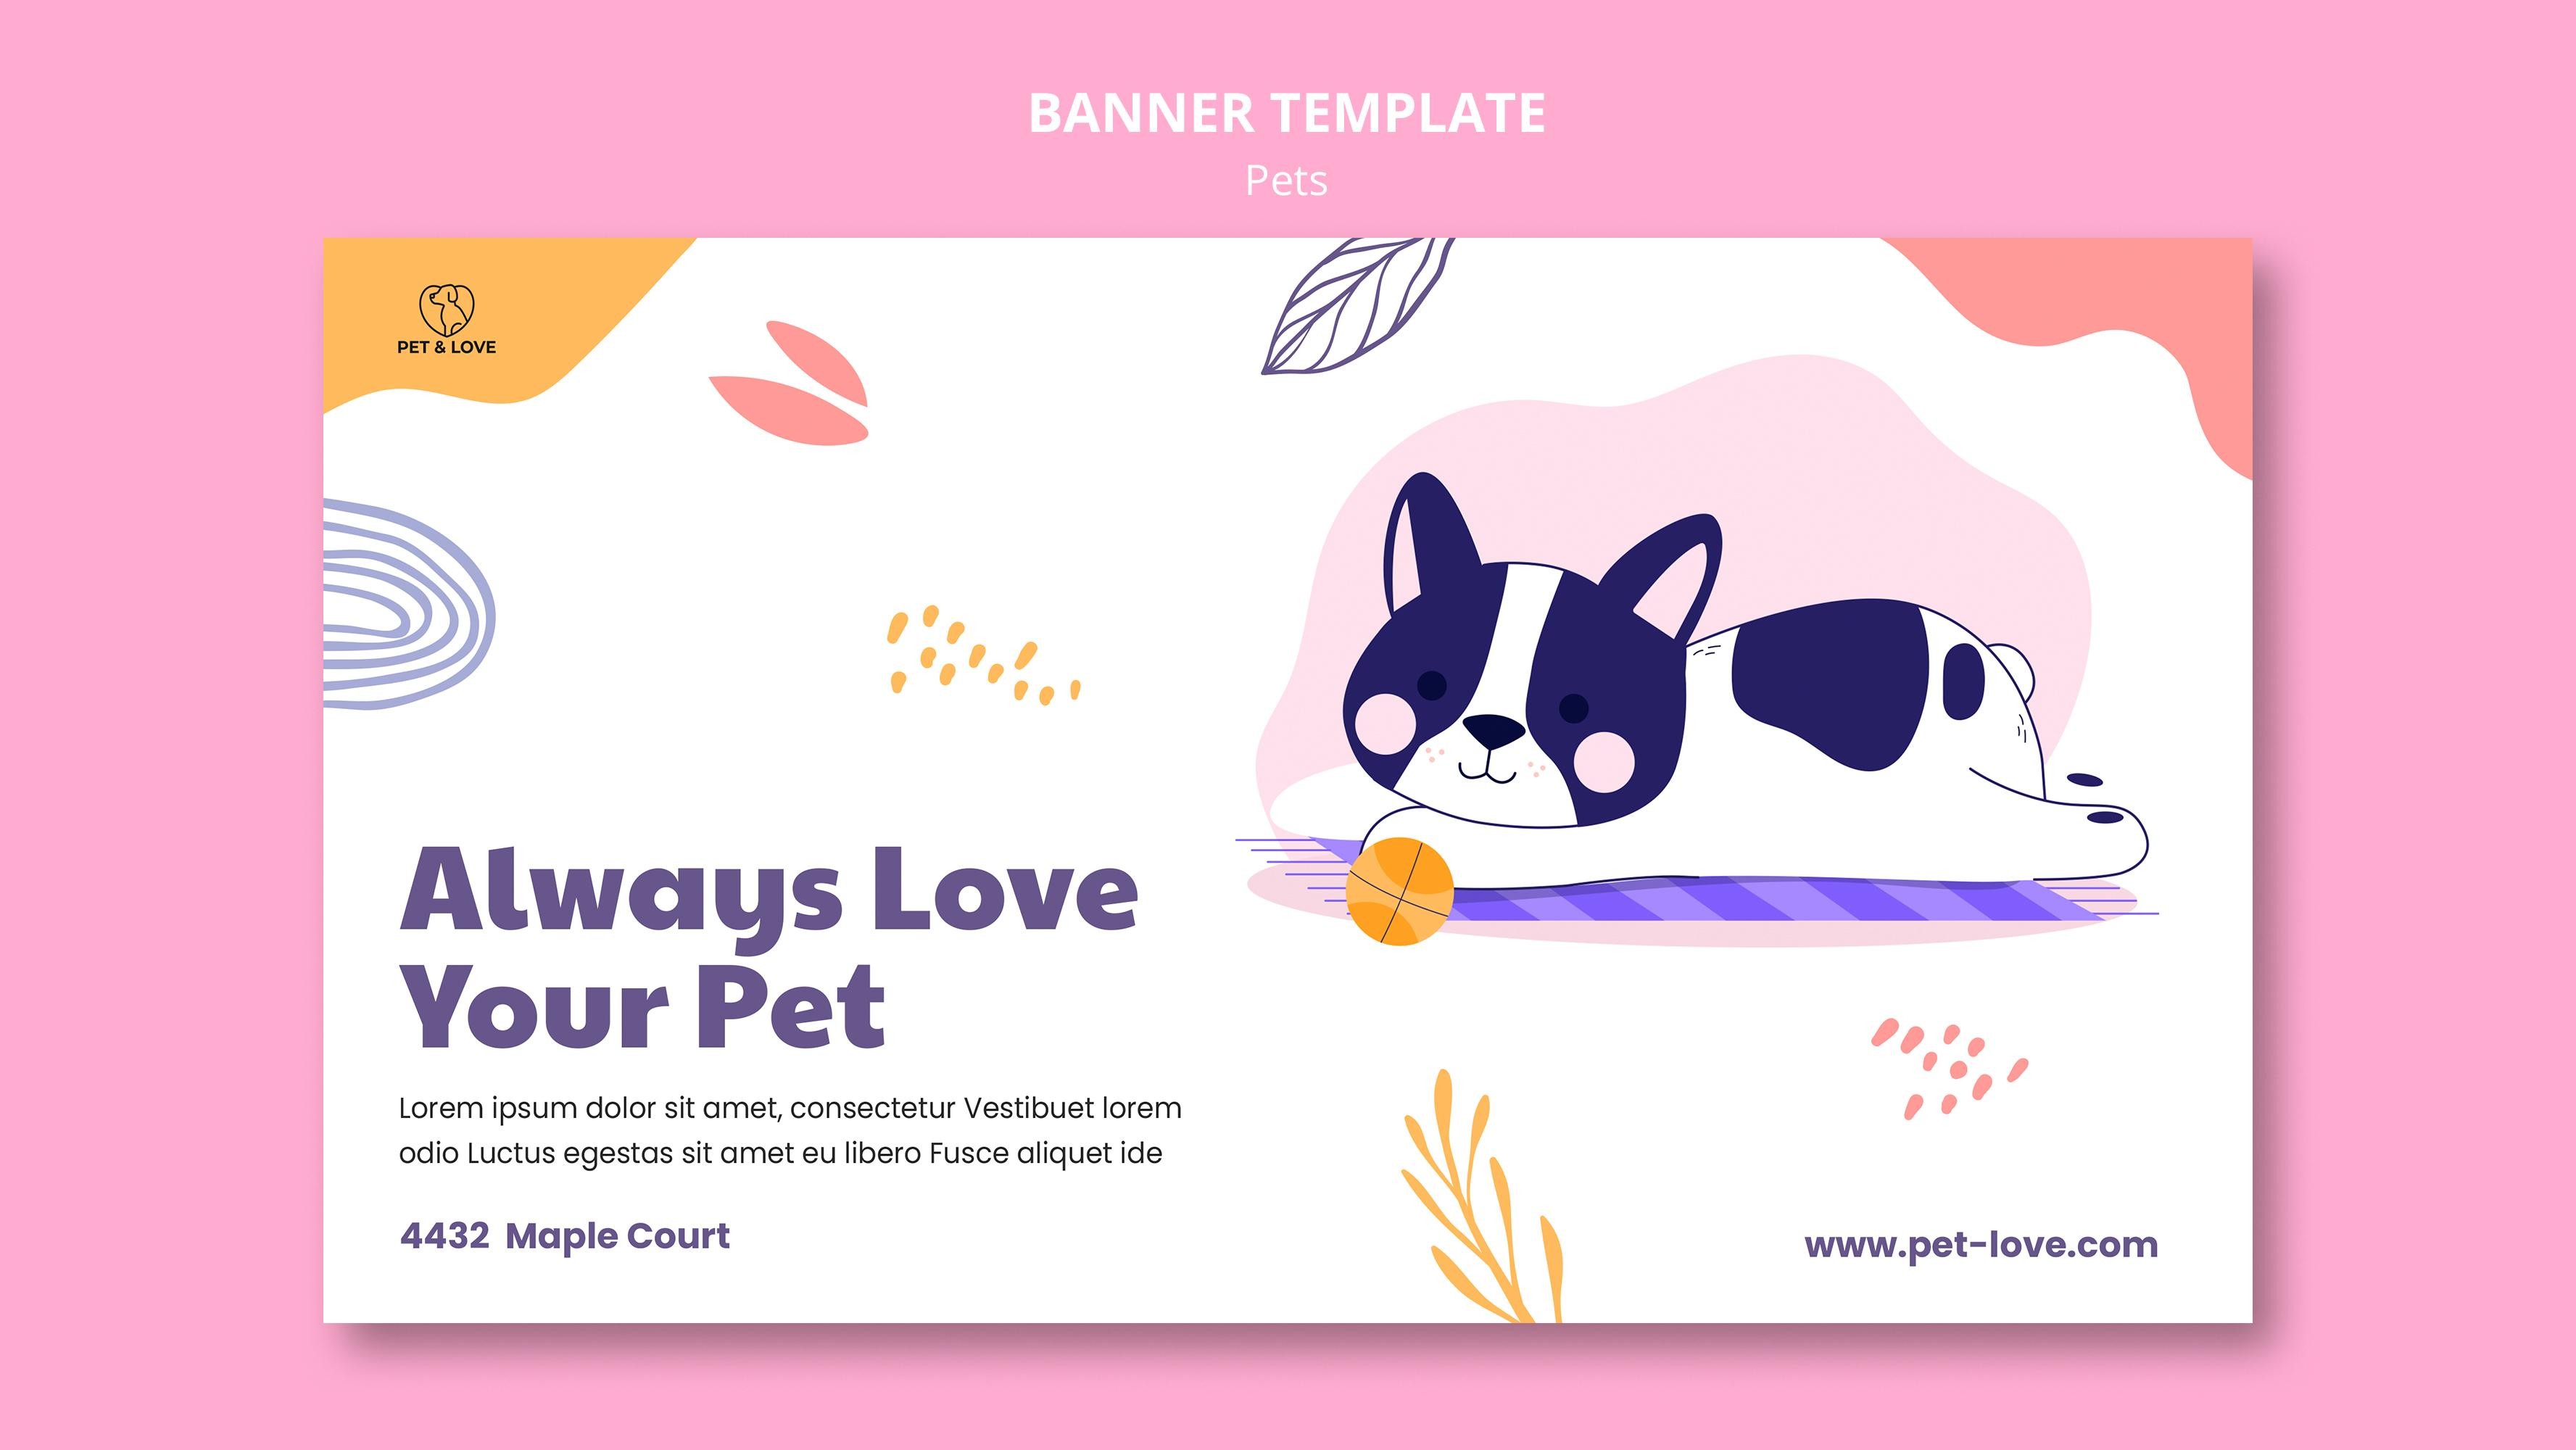 BANNER TEMPLATE
Pets
PET & LOVE
Always Love
Your Pet
Lorem ipsum dolor sit amet, consectetur Vestibuet lorem
odio Luctus egestas sit amet eu libero Fusce aliquet ide
4432 Maple Court
www.pet-love.com